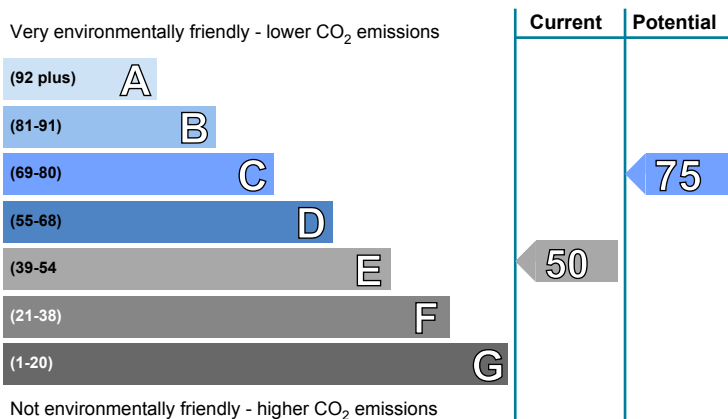 Current Potential
Very environmentally friendly - lower CO₂ emissions
(92 plus) A
(81-91) B
(69-80) C
75
(55-68) D
(39-54 E
50
(21-38) F
(1-20) G
Not environmentally friendly - higher CO₂ emissions